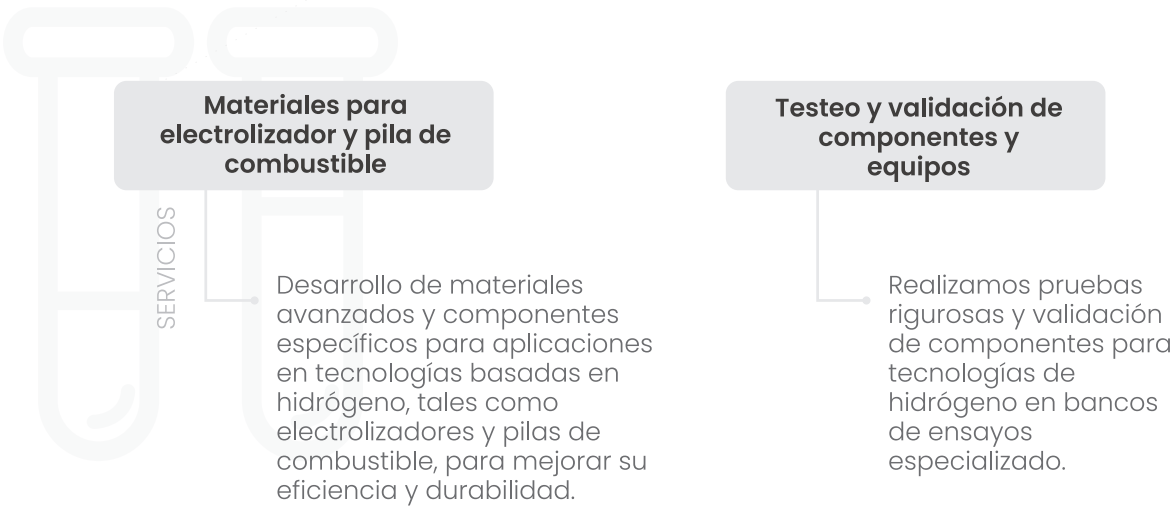 Materiales para
electrolizador y pila de
combustible
SERVICIOS
Desarrollo de materiales
avanzados y componentes
específicos para aplicaciones
en tecnologías basadas en
hidrógeno, tales como
electrolizadores y pilas de
combustible, para mejorar su
eficiencia y durabilidad.
Testeo y validación de
componentes y
equipos
Realizamos pruebas
rigurosas y validación
de componentes para
tecnologías de
hidrógeno en bancos
de ensayos
especializado.